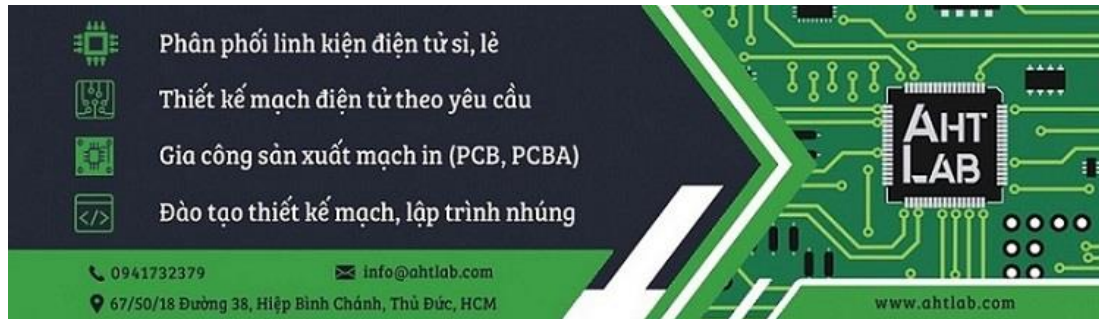 Phân phối linh kiện điện tử sỉ, lẻ
Thiết kế mạch điện tử theo yêu cầu
Gia công sản xuất mạch in (PCB, PCBA)
Đào tạo thiết kế mạch, lập trình nhúng
0941732379
info@ahtlab.com
67/50/18 Đường 38, Hiệp Bình Chánh, Thủ Đức, HCM
AHT
LAB
www.ahtlab.com